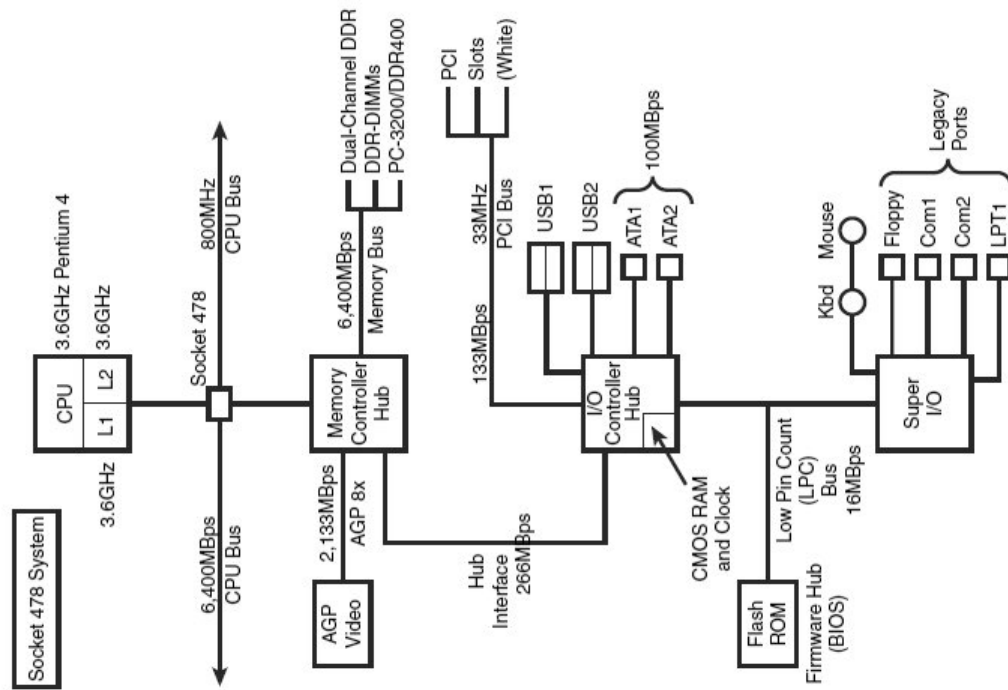 Socket 478 System
CPU
3.6GHz Pentium 4
L1
L2
3.6GHz
3.6GHz
Socket 478
6,400MBps
CPU Bus
800MHz
CPU Bus
AGP
Video
2,133MBps
AGP 8x
Memory
Controller
Hub
6,400MBps
Memory Bus
Dual-Channel DDR
DDR-DIMMs
PC-3200/DDR400
Hub
Interface
266MBps
133MBps
33MHz
PCI Bus
PCI
Slots
(White)
I/O
Controller
Hub
USB1
USB2
ATA1
ATA2
100MBps
CMOS RAM
and Clock
Flash
ROM
Firmware Hub
(BIOS)
Low Pin Count
(LPC)
Bus
16MBps
Super
I/O
Kbd
Mouse
Floppy
Com1
Com2
LPT1
Legacy
Ports